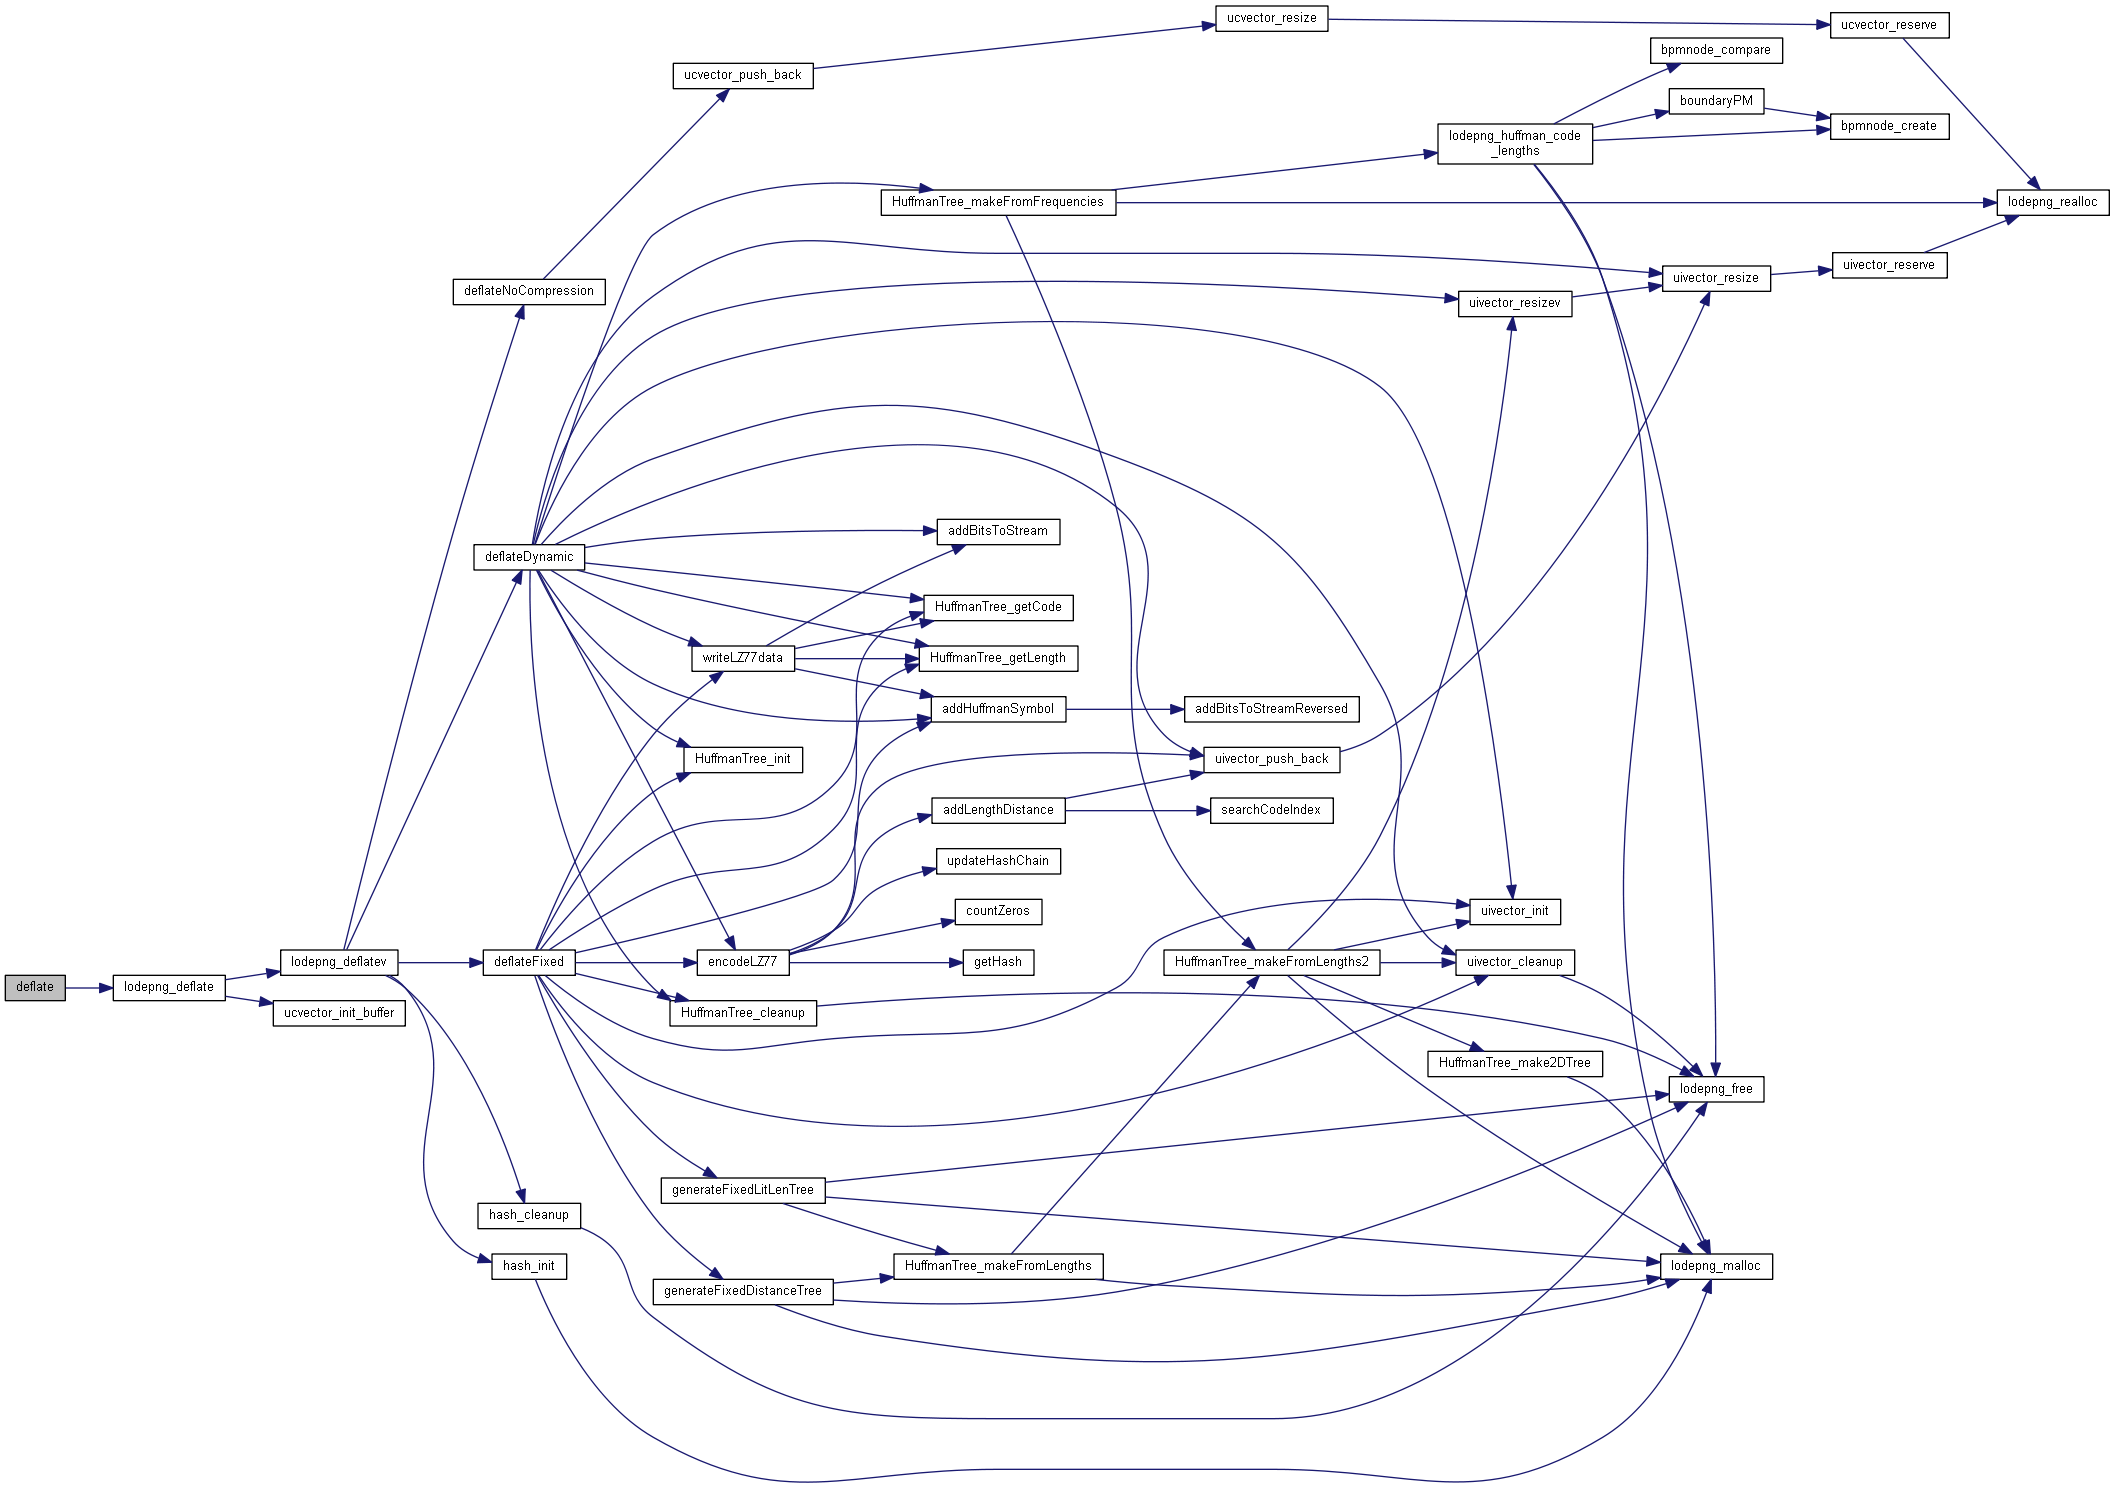 ucvector_resize
ucvector_reserve
bpmnode_compare
ucvector_push_back
boundaryPM
bpmnode_create
lodepng_huffman_code
_lengths
HuffmanTree_makeFromFrequencies
lodepng_realloc
uivector_reserve
uivector_resize
deflateNoCompression
uivector_resizev
addBitsToStream
deflateDynamic
HuffmanTree_getCode
writeLZ77data
HuffmanTree_getLength
addHuffmanSymbol
addBitsToStreamReversed
HuffmanTree_init
uivector_push_back
addLengthDistance
searchCodeIndex
updateHashChain
countZeros
uivector_init
lodepng_deflatev
deflateFixed
encodeLZ77
getHash
HuffmanTree_makeFromLengths2
uivector_cleanup
deflate
lodepng_deflate
ucvector_init_buffer
HuffmanTree_cleanup
HuffmanTree_make2DTree
lodepng_free
generateFixedLitLenTree
hash_cleanup
hash_init
HuffmanTree_makeFromLengths
lodepng_malloc
generateFixedDistanceTree